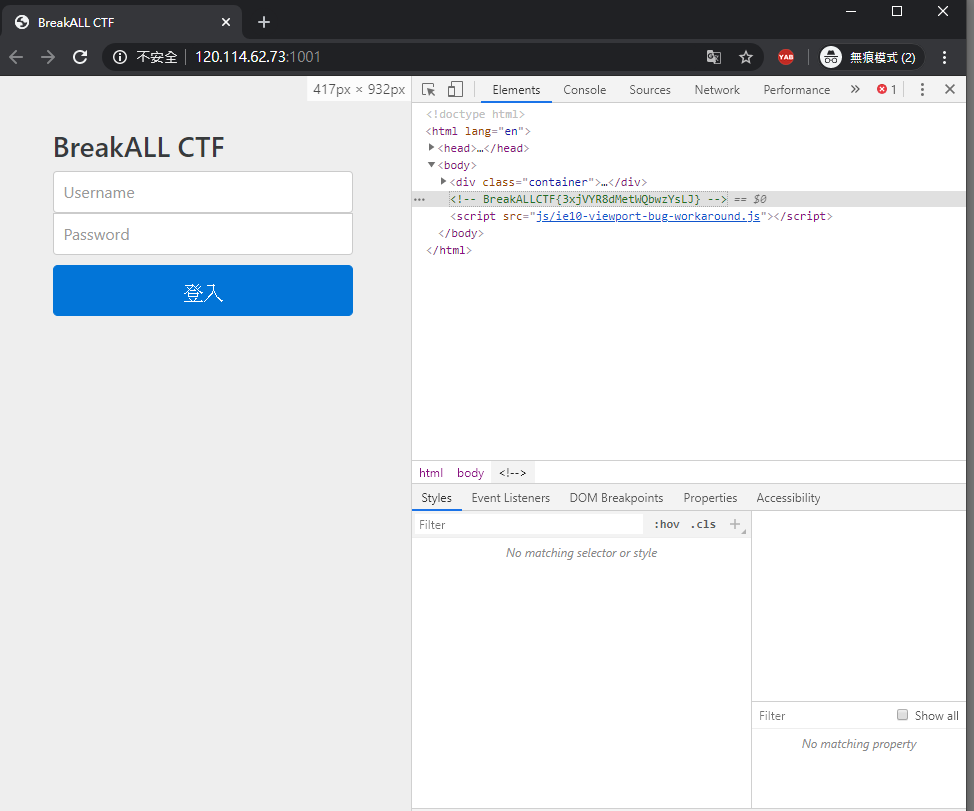 BreakALL CTF
不安全 120.114.62.73:1001 YAB 無痕模式 (2)
417px × 932px
BreakALL CTF
Username
Password
登入
Elements Console Sources Network Performance » 1
<!doctype html>
<html lang="en">
<head>…</head>
<body>
<div class="container">…</div>
<!-- BreakALLCTF{3xjVYR8dMetWQbwzYsLJ} --> == $0
<script src="js/ie10-viewport-bug-workaround.js"></script>
</body>
</html>
html body <!-->
Styles Event Listeners DOM Breakpoints Properties Accessibility
Filter :hov .cls +
No matching selector or style
Filter Show all
No matching property